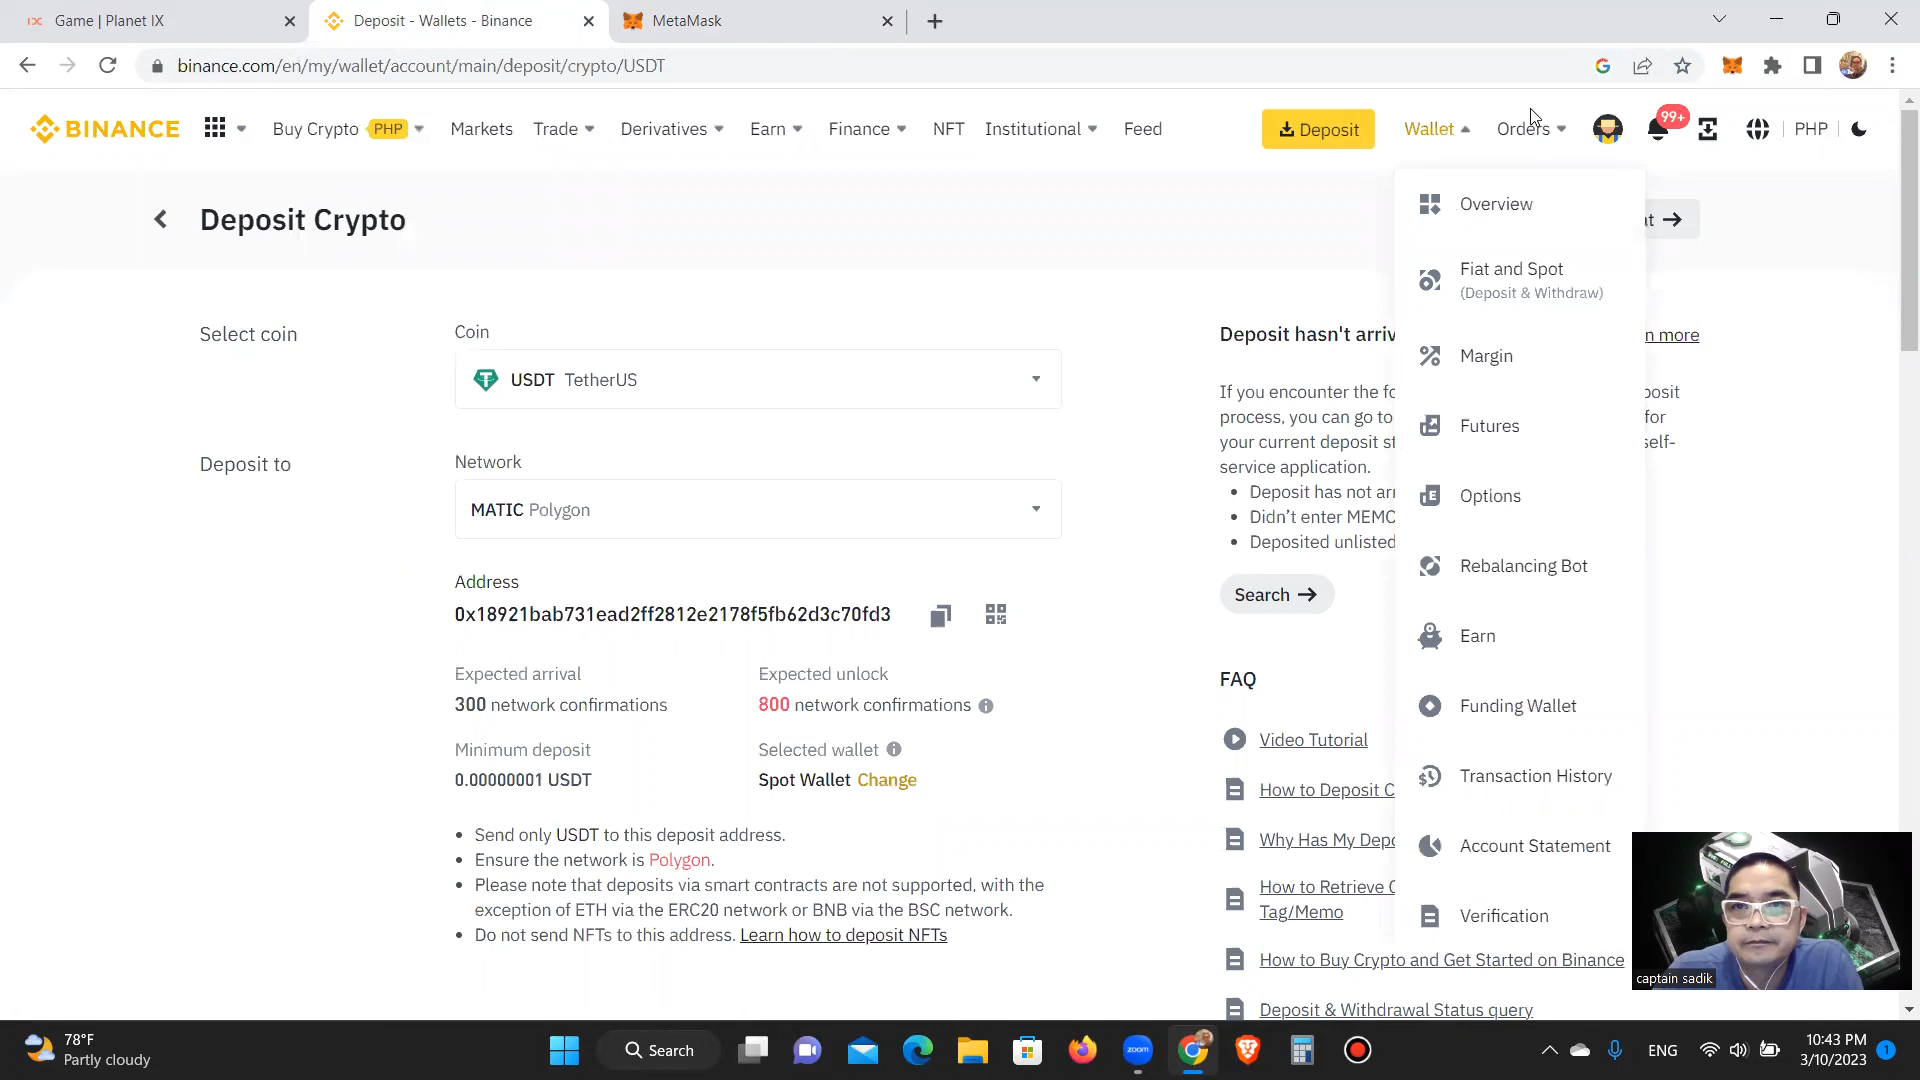 Game | Planet IX
Deposit - Wallets - Binance
MetaMask
binance.com/en/my/wallet/account/main/deposit/crypto/USDT
BINANCE
Buy Crypto PHP
Markets
Trade
Derivatives
Earn
Finance
NFT
Institutional
Feed
Deposit
Wallet
Orders
99+
PHP
Deposit Crypto
Select coin
Coin
USDT TetherUS
Deposit to
Network
MATIC Polygon
Address
0x18921bab731ead2ff2812e2178f5fb62d3c70fd3
Expected arrival
300 network confirmations
Expected unlock
800 network confirmations
Minimum deposit
0.00000001 USDT
Selected wallet
Spot Wallet Change
Send only USDT to this deposit address.
Ensure the network is Polygon.
Please note that deposits via smart contracts are not supported, with the
exception of ETH via the ERC20 network or BNB via the BSC network.
Do not send NFTs to this address. Learn how to deposit NFTs
Deposit hasn't
more
If you encounter the
process, you can go to for
your current deposit self-
service application.
Deposit has not
Didn't enter
Deposited unlisted
Search
FAQ
Video Tutorial
How to Deposit
Why Has My
How to Retrieve
Tag/Memo
How to Buy Crypto and Get Started on Binance
Deposit & Withdrawal Status query
Overview
Fiat and Spot
(Deposit & Withdraw)
Margin
Futures
Options
Rebalancing Bot
Earn
Funding Wallet
Transaction History
Account Statement
Verification
captain sadik
78°F
Partly cloudy
Search
zoom
ENG
10:43 PM
3/10/2023
1